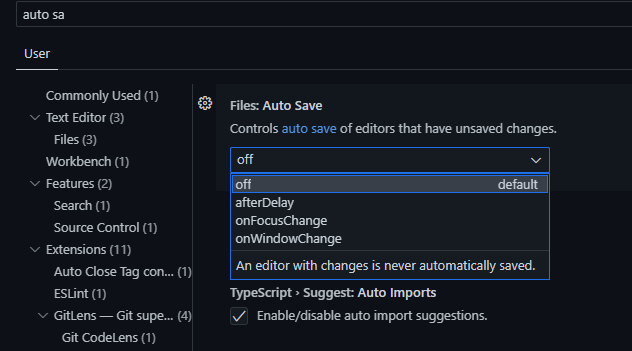 auto sa
User
Commonly Used (1)
Text Editor (3)
Files (3)
Workbench (1)
Features (2)
Search (1)
Source Control (1)
Extensions (11)
Auto Close Tag con... (1)
ESLint (1)
GitLens — Git supe... (4)
Git CodeLens (1)
Files: Auto Save
Controls auto save of editors that have unsaved changes.
off
off default
afterDelay
onFocusChange
onWindowChange
An editor with changes is never automatically saved.
TypeScript › Suggest: Auto Imports
Enable/disable auto import suggestions.